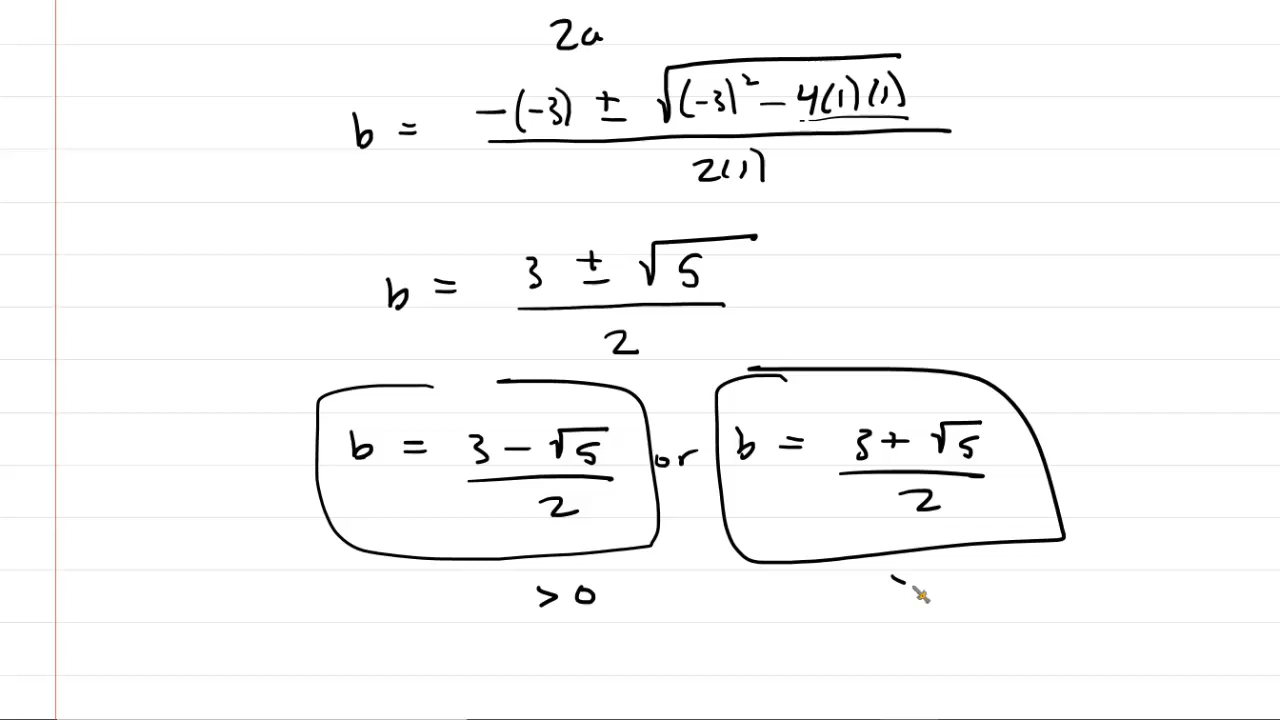 2a
b = -(-3) ± √((-3)² - 4(1)(1)) / 2(1)
b = 3 ± √5 / 2
b = 3 - √5 / 2 or b = 3 + √5 / 2
> 0